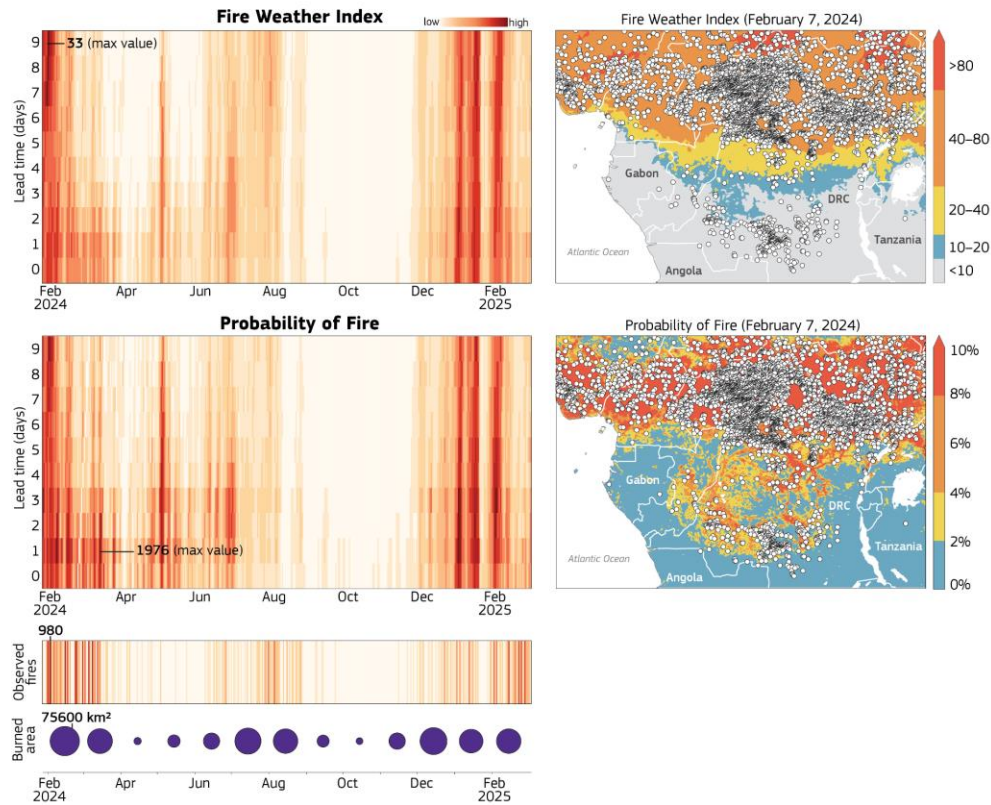 Fire Weather Index
low
high
33 (max value)
Lead time (days)
9
8
7
6
5
4
3
2
1
0
Feb
2024
Apr
Jun
Aug
Oct
Dec
Feb
2025
Fire Weather Index (February 7, 2024)
Gabon
DRC
Atlantic Ocean
Angola
Tanzania
>80
40–80
20–40
10–20
<10
Probability of Fire
Lead time (days)
9
8
7
6
5
4
3
2
1
0
1976 (max value)
Feb
2024
Apr
Jun
Aug
Oct
Dec
Feb
2025
Probability of Fire (February 7, 2024)
Gabon
DRC
Atlantic Ocean
Angola
Tanzania
10%
8%
6%
4%
2%
0%
980
Observed
fires
75600 km²
Burned
area
Feb
2024
Apr
Jun
Aug
Oct
Dec
Feb
2025